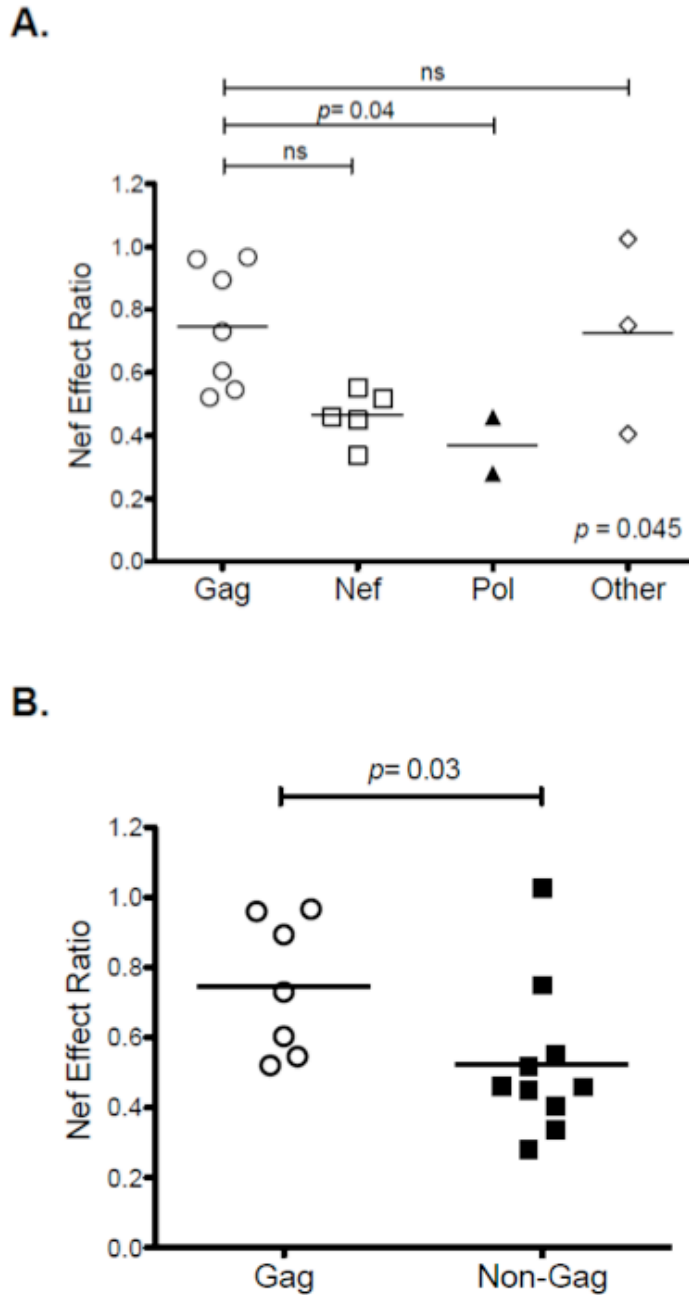 A.
ns
p= 0.04
ns
1.2
1.0
0.8
0.6
0.4
0.2
0.0
Nef Effect Ratio
p = 0.045
Gag Nef Pol Other
B.
p= 0.03
1.2
1.0
0.8
0.6
0.4
0.2
0.0
Nef Effect Ratio
Gag Non-Gag